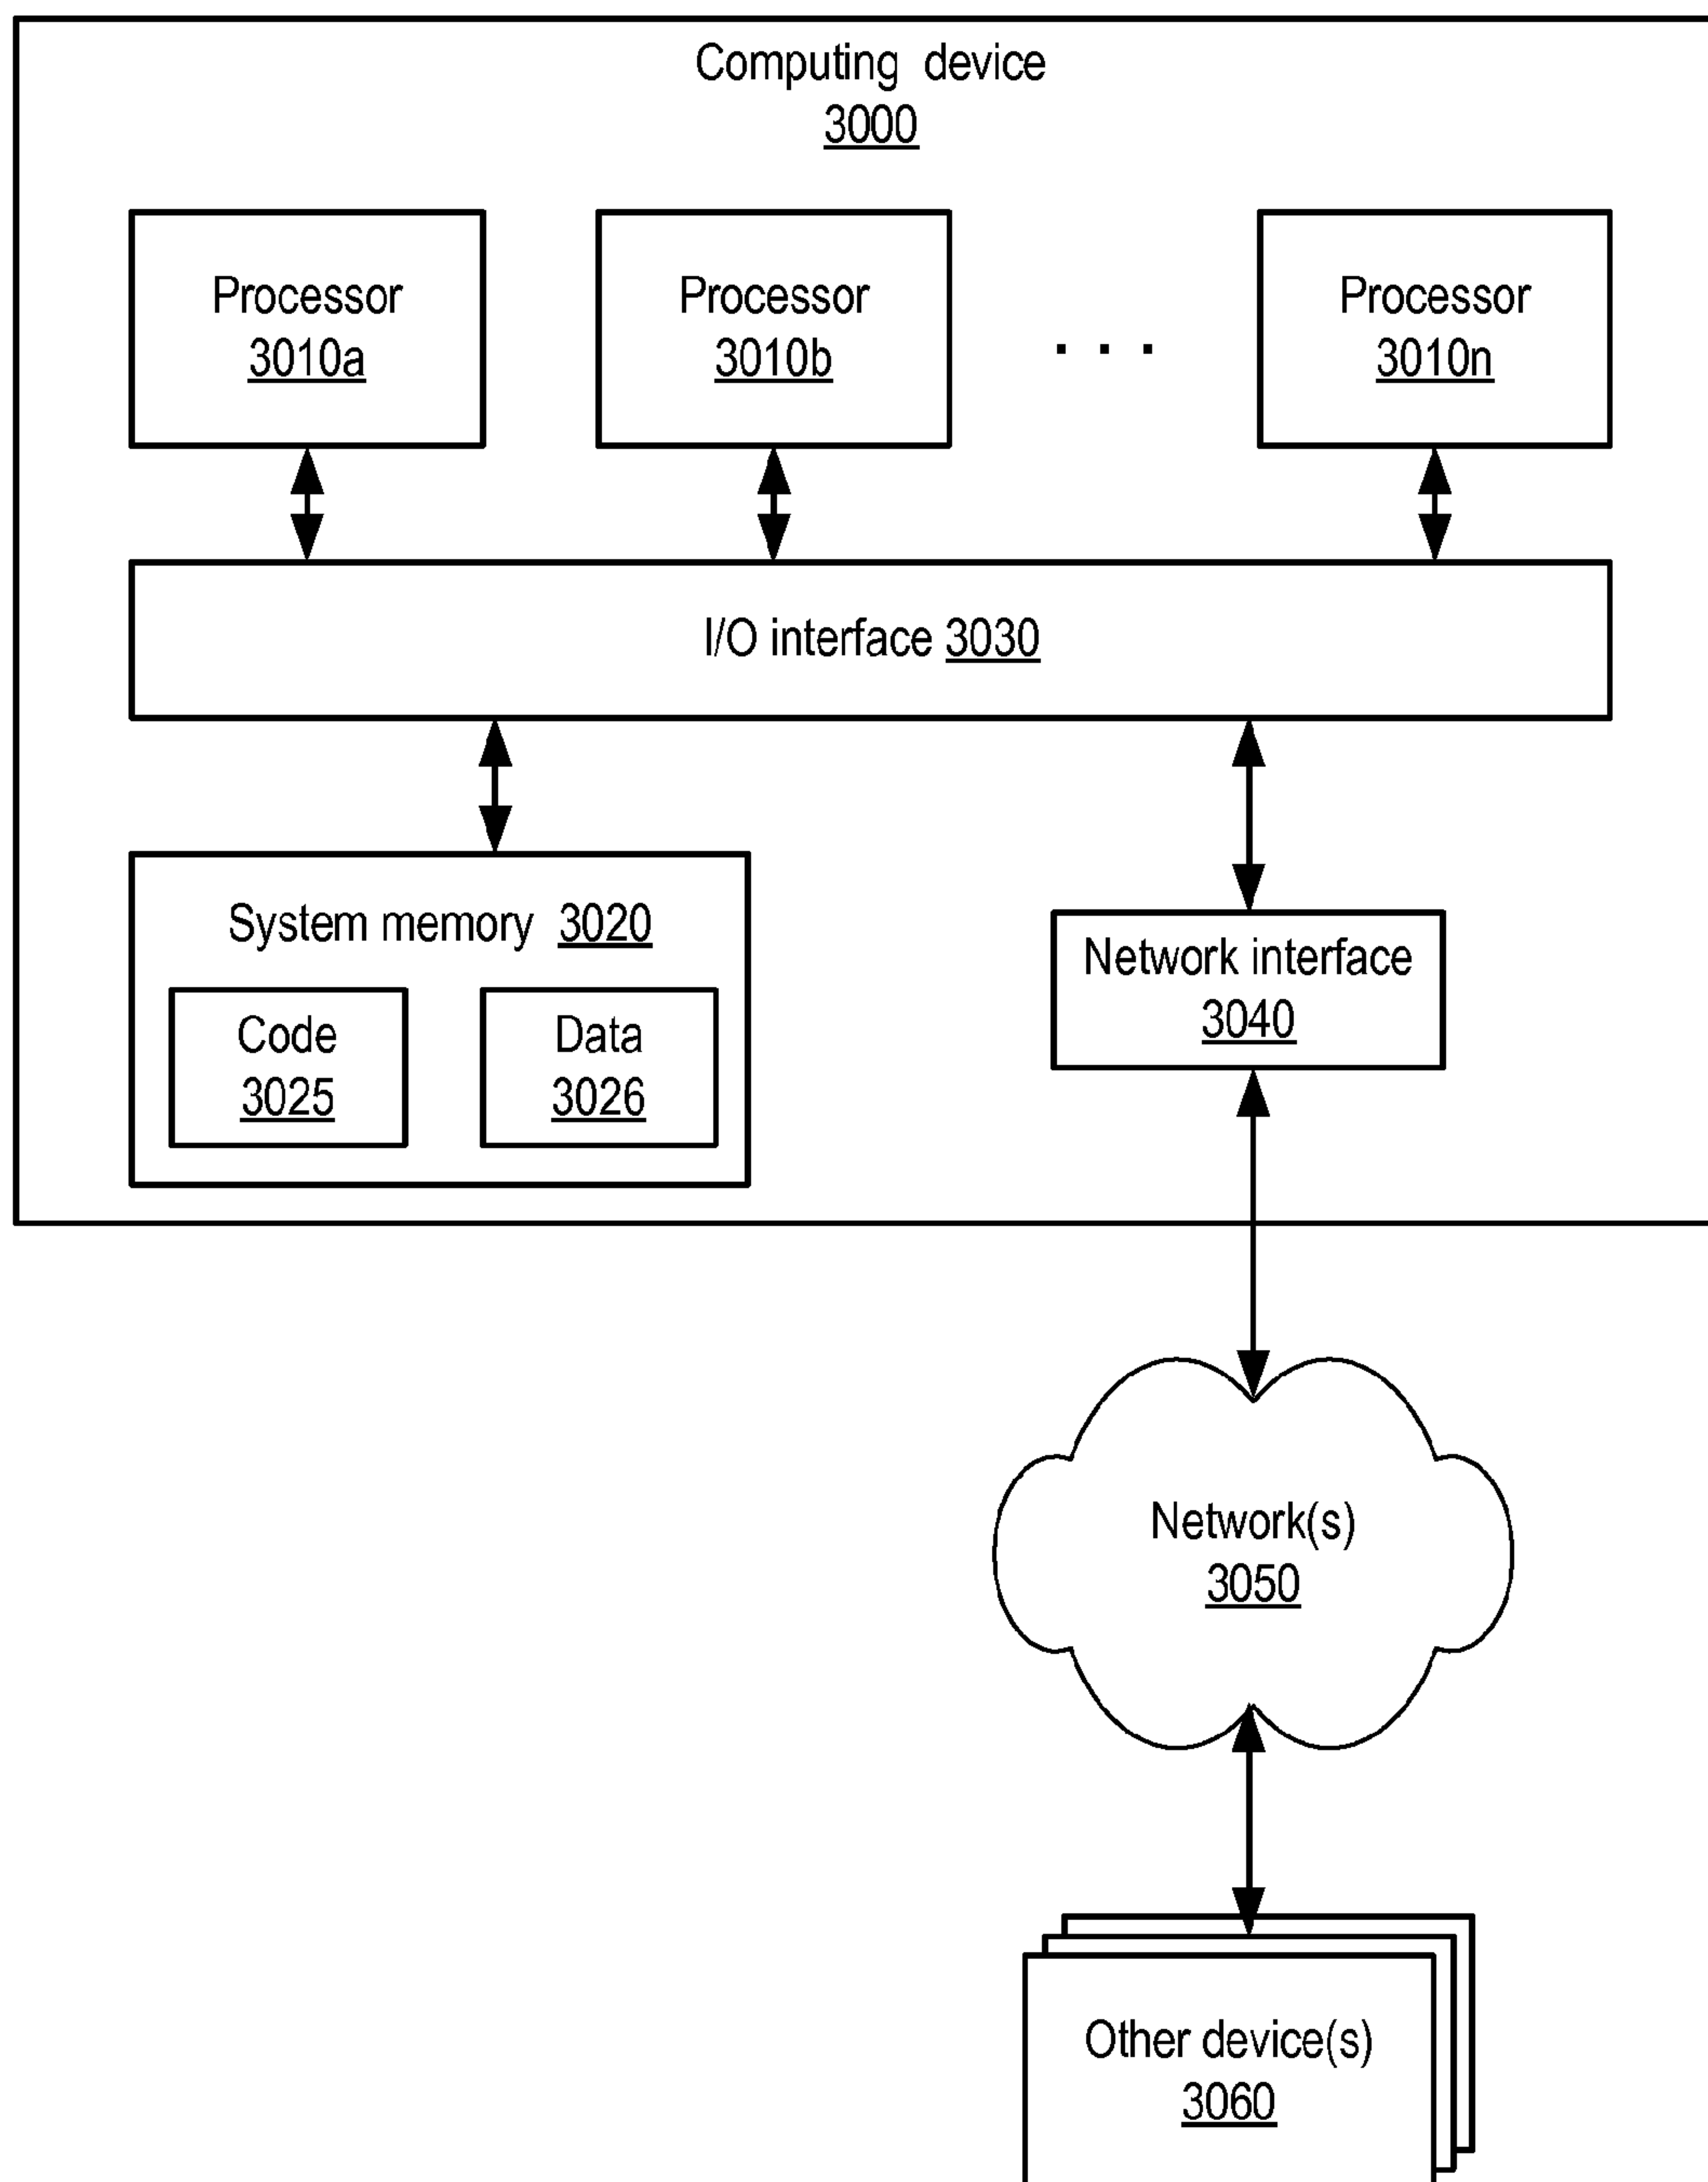 Computing device
3000
Processor
3010a
Processor
3010b
. . .
Processor
3010n
I/O interface 3030
System memory 3020
Code
3025
Data
3026
Network interface
3040
Network(s)
3050
Other device(s)
3060